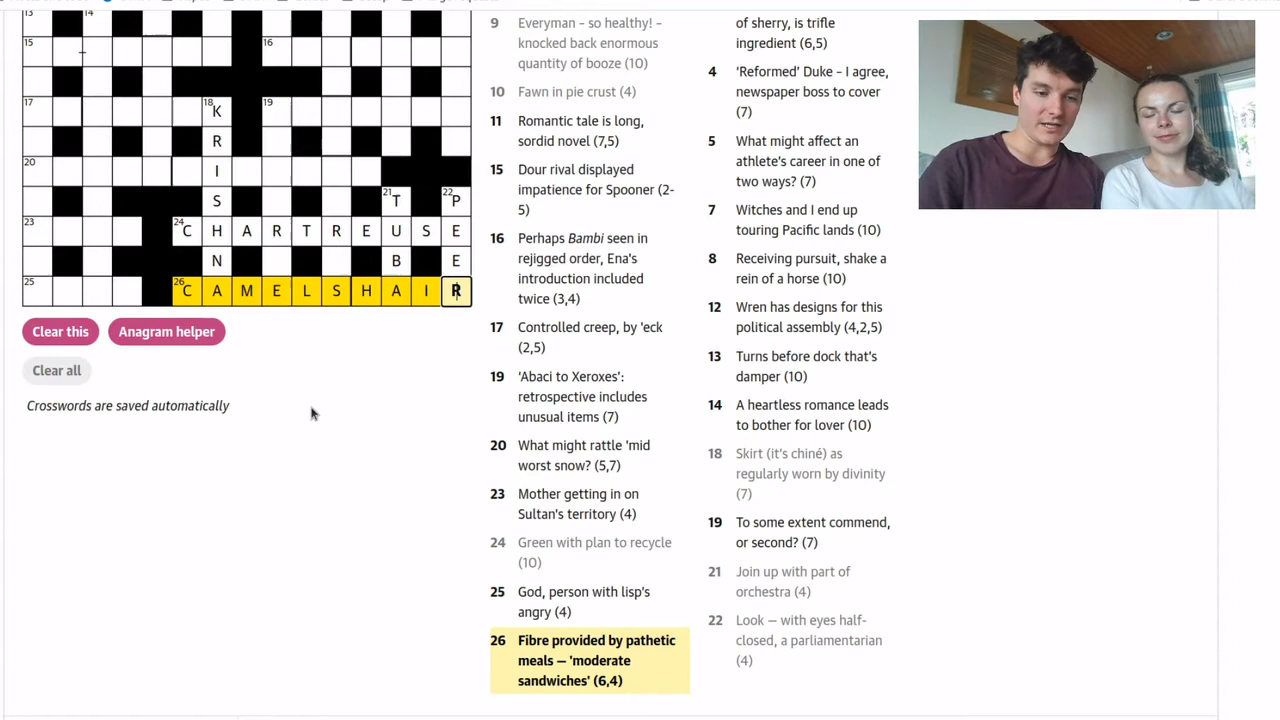 13 14
15 16
17 18 K 19
R
20 I
S 21 T 22 P
23 24 C H A R T R E U S E
N B E
25 26 C A M E L S H A I R
Clear this
Anagram helper
Clear all
Crosswords are saved automatically
9 Everyman – so healthy! –
knocked back enormous
quantity of booze (10)
10 Fawn in pie crust (4)
11 Romantic tale is long,
sordid novel (7,5)
15 Dour rival displayed
impatience for Spooner (2-
5)
16 Perhaps Bambi seen in
rejigged order, Ena's
introduction included
twice (3,4)
17 Controlled creep, by 'eck
(2,5)
19 'Abaci to Xeroxes':
retrospective includes
unusual items (7)
20 What might rattle 'mid
worst snow? (5,7)
23 Mother getting in on
Sultan's territory (4)
24 Green with plan to recycle
(10)
25 God, person with lisp's
angry (4)
26 Fibre provided by pathetic
meals — 'moderate
sandwiches' (6,4)
of sherry, is trifle
ingredient (6,5)
4 'Reformed' Duke – I agree,
newspaper boss to cover
(7)
5 What might affect an
athlete's career in one of
two ways? (7)
7 Witches and I end up
touring Pacific lands (10)
8 Receiving pursuit, shake a
rein of a horse (10)
12 Wren has designs for this
political assembly (4,2,5)
13 Turns before dock that's
damper (10)
14 A heartless romance leads
to bother for lover (10)
18 Skirt (it's chiné) as
regularly worn by divinity
(7)
19 To some extent commend,
or second? (7)
21 Join up with part of
orchestra (4)
22 Look — with eyes half-
closed, a parliamentarian
(4)